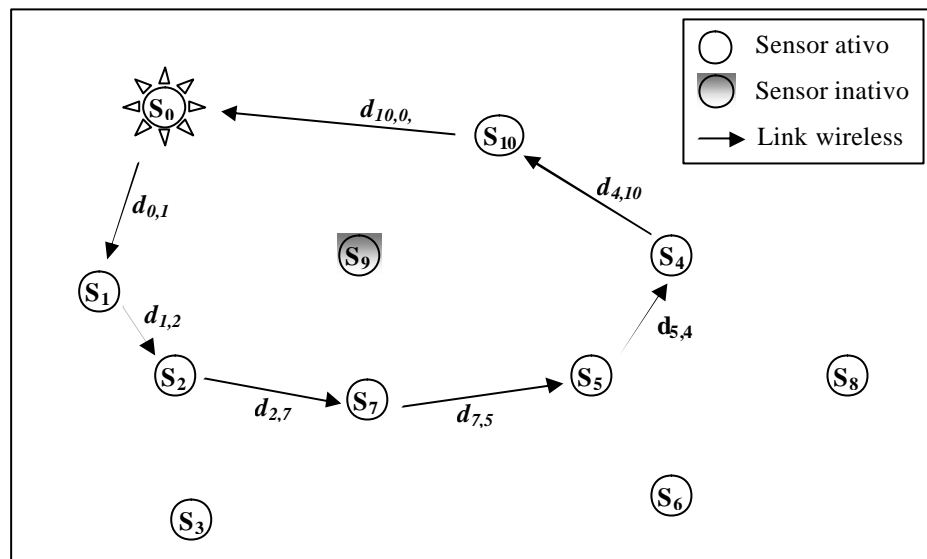 Sensor ativo
S0
Sensor inativo
d10,0,
S10
Link wireless
d4,10
d0,1
S9
S4
S1
d1,2
d5,4
S2
S5
S8
S7
d2,7
d7,5
S6
S3